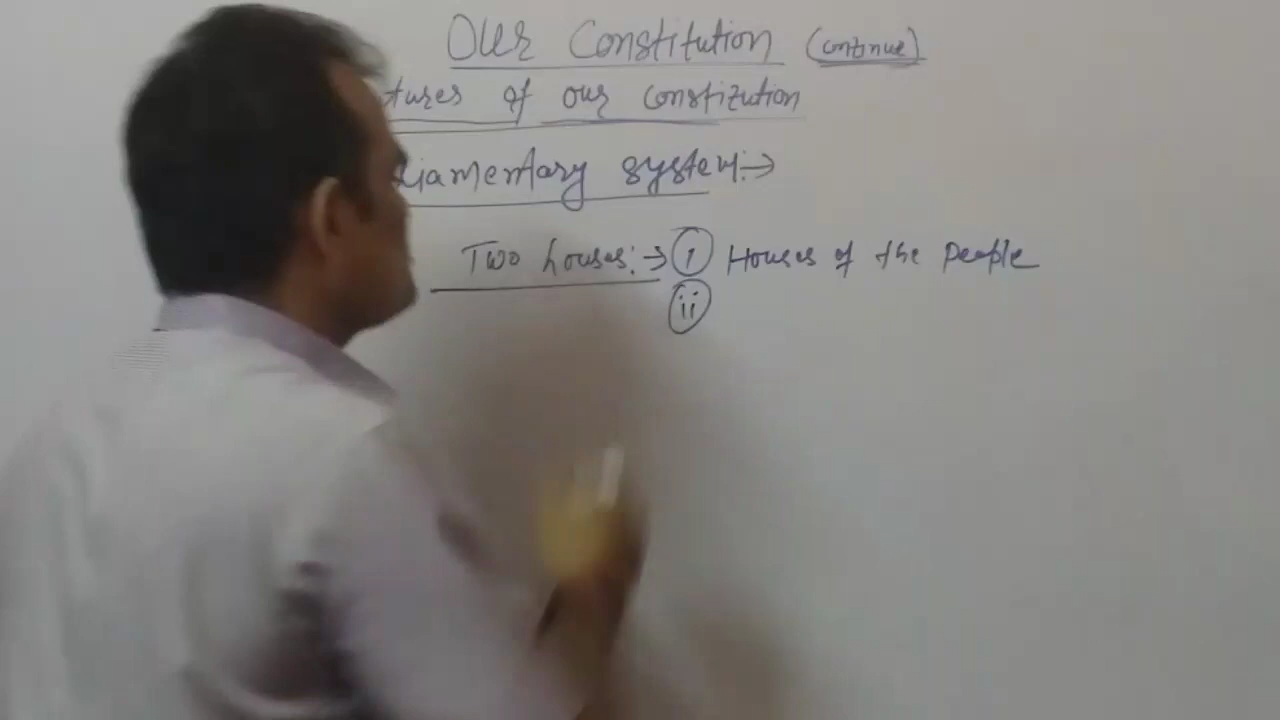 Our Constitution (continue)
tures of our constitution
liamentary system:→
Two houses:→ (i) Houses of the people
(ii)